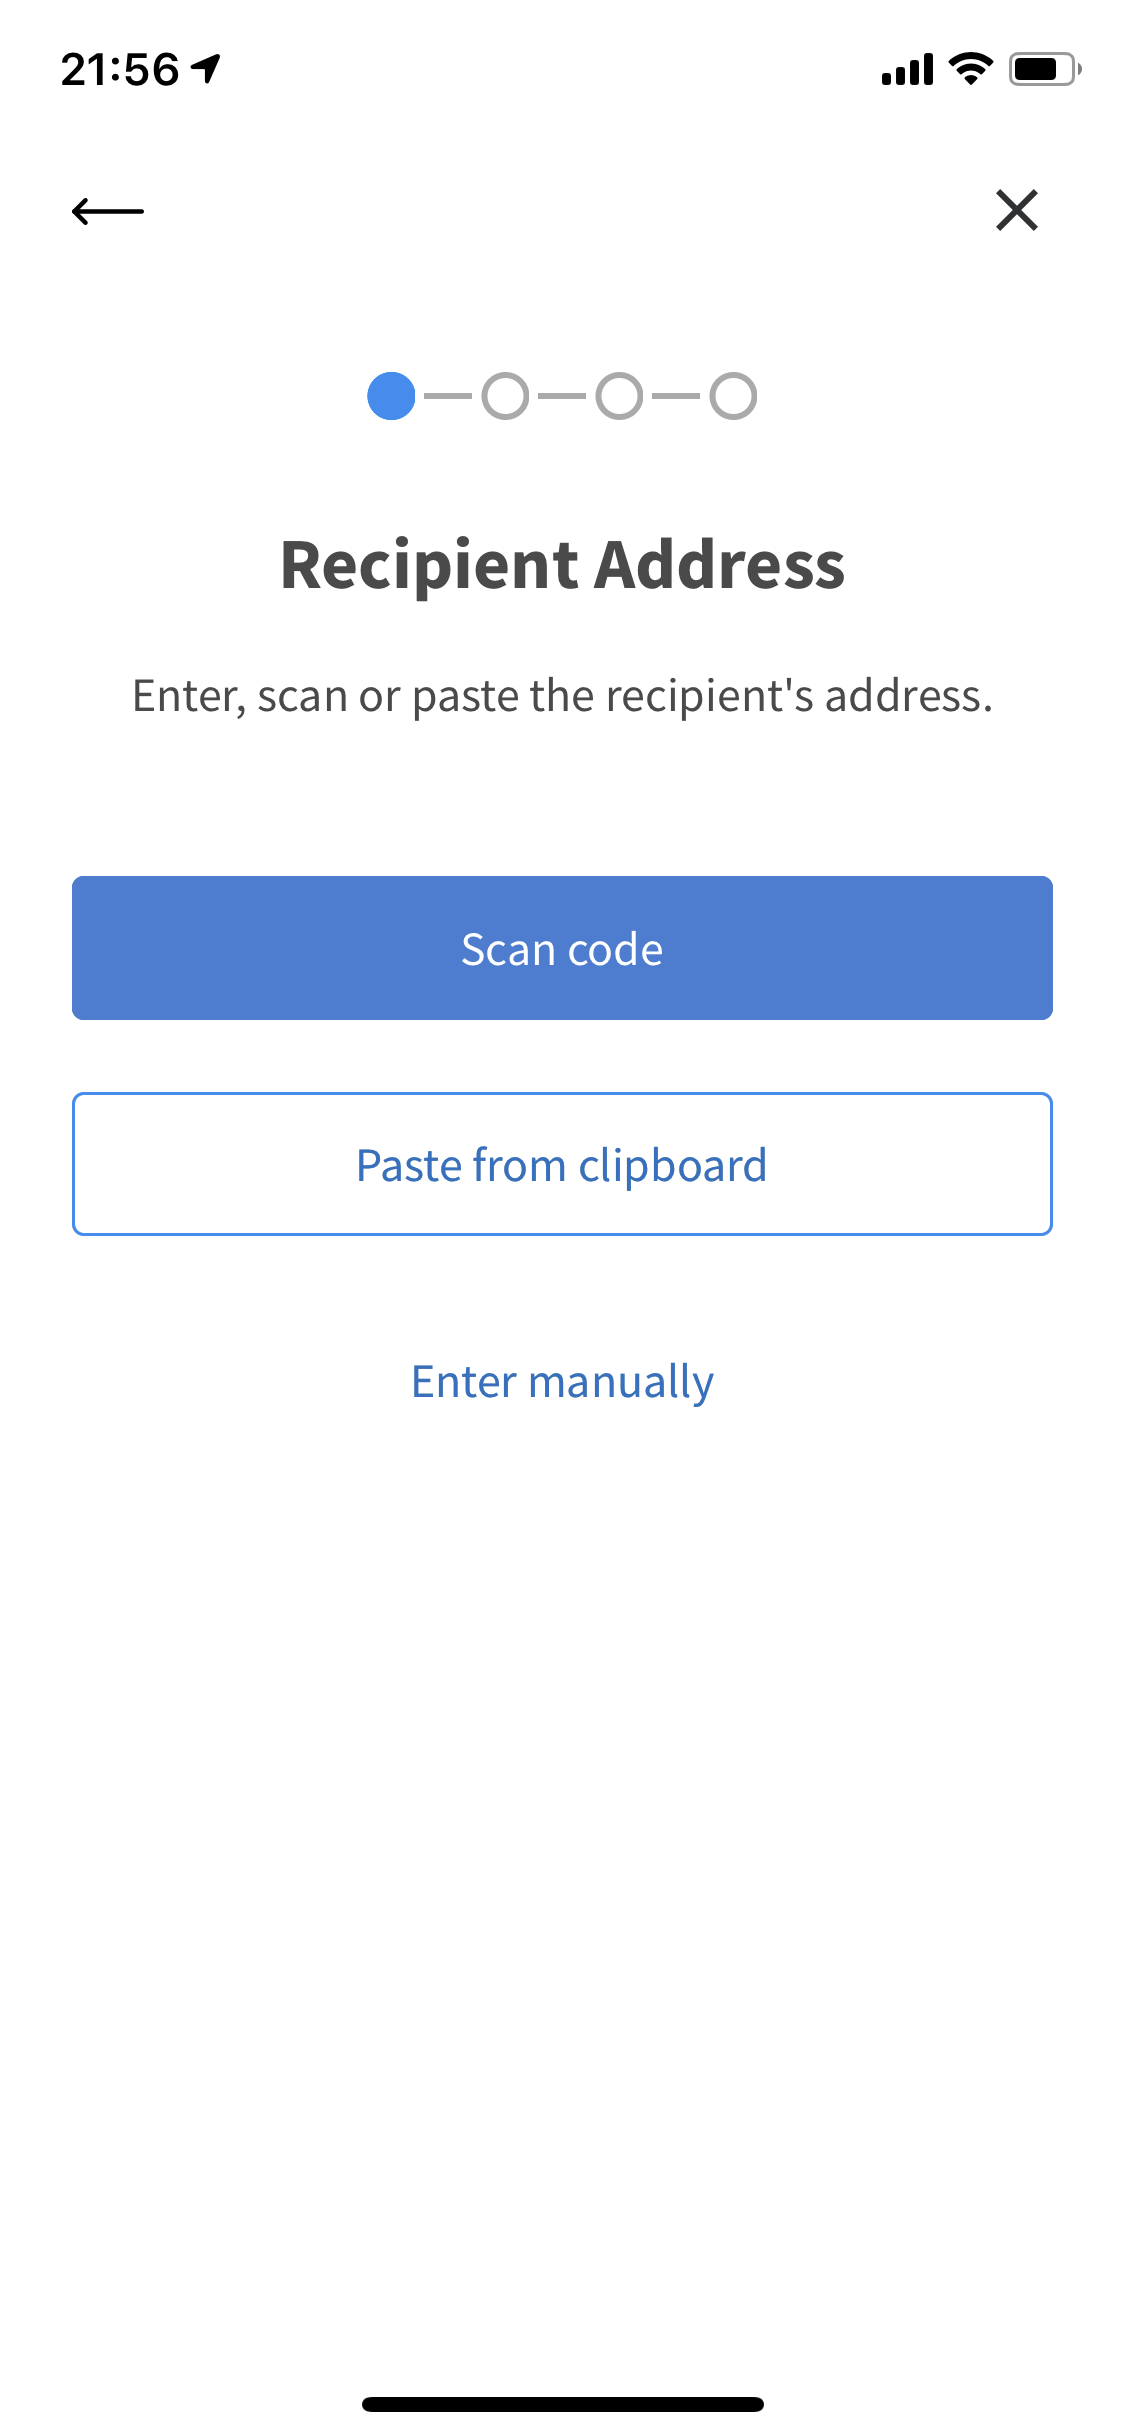 21:56
Recipient Address
Enter, scan or paste the recipient's address.
Scan code
Paste from clipboard
Enter manually